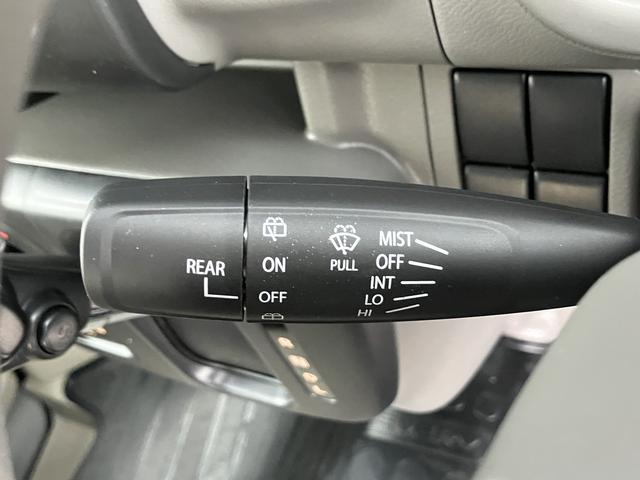 REAR
ON
OFF
PULL
MIST
OFF
INT
LO
HI